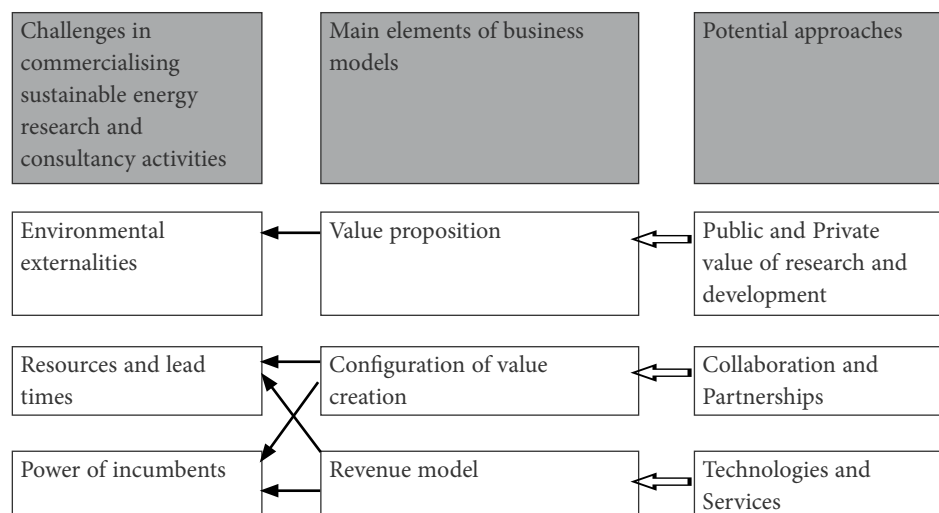 Challenges in
commercialising
sustainable energy
research and
consultancy activities
Main elements of business
models
Potential approaches
Environmental
externalities
Value proposition
Public and Private
value of research and
development
Resources and lead
times
Configuration of value
creation
Collaboration and
Partnerships
Power of incumbents
Revenue model
Technologies and
Services